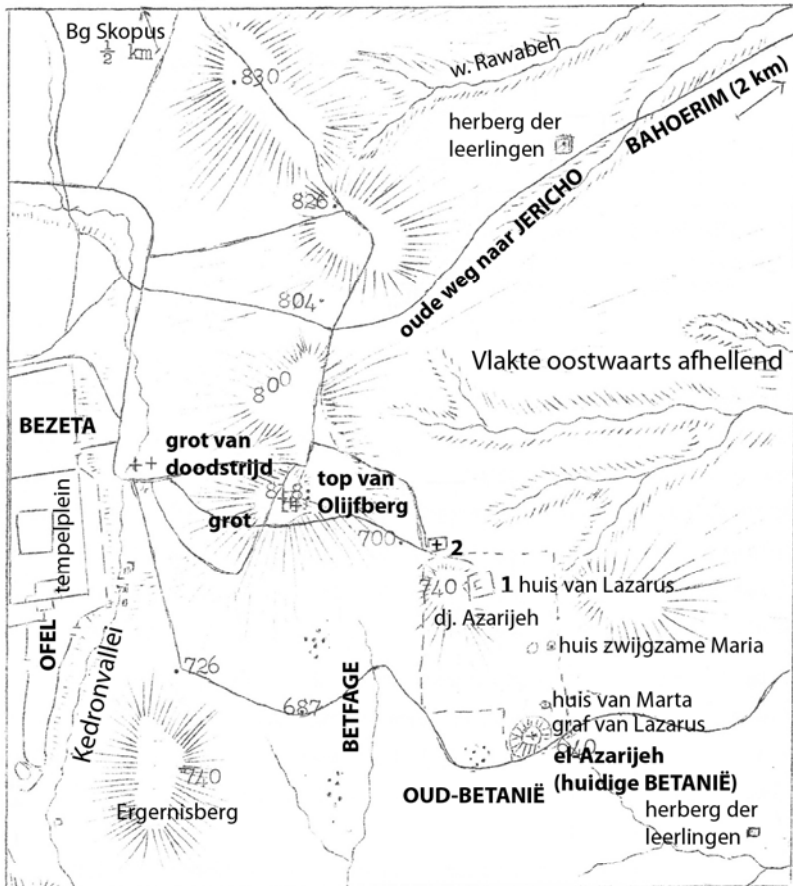 Bg Skopus
½ km
830
w. Rawabeh
herberg der
leerlingen
BAHOERIM (2 km)
826
oude weg naar JERICHO
804
Vlakte oostwaarts afhellend
800
BEZETA
grot van
doodstrijd
top van
Olijfberg
848
grot
tempelplein
700
2
740
1 huis van Lazarus
dj. Azarijeh
OFEL
Kedronvallei
huis zwijgzame Maria
726
BETFAGE
687
huis van Marta
graf van Lazarus
640
el-Azarijeh
(huidige BETANIË)
740
OUD-BETANIË
Ergernisberg
herberg der
leerlingen